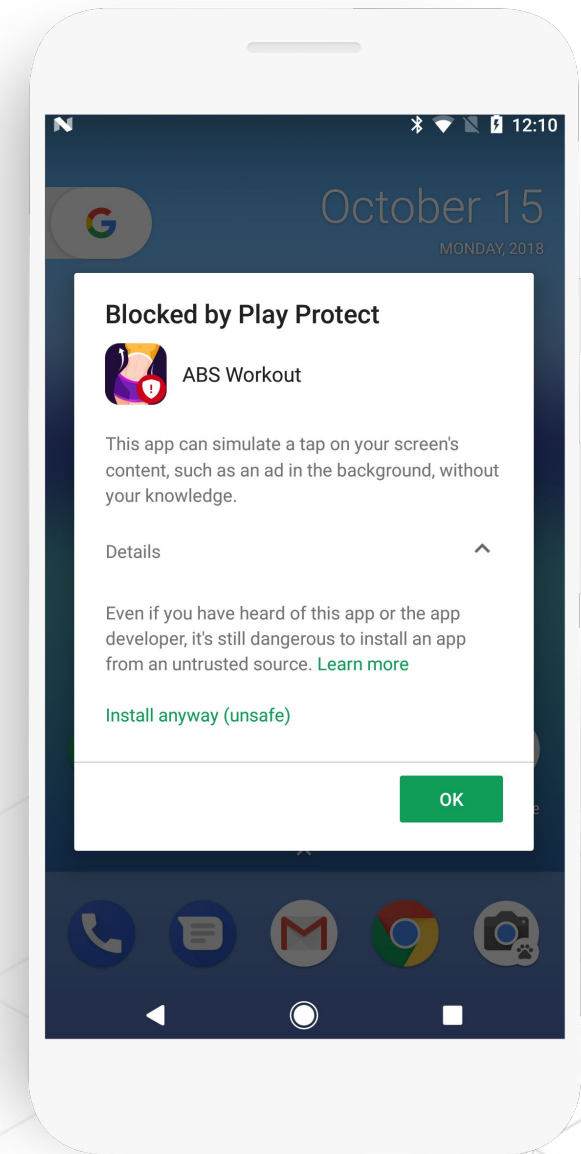 12:10
October 15
MONDAY, 2018
Blocked by Play Protect
ABS Workout
This app can simulate a tap on your screen's
content, such as an ad in the background, without
your knowledge.
Details
Even if you have heard of this app or the app
developer, it's still dangerous to install an app
from an untrusted source. Learn more
Install anyway (unsafe)
OK